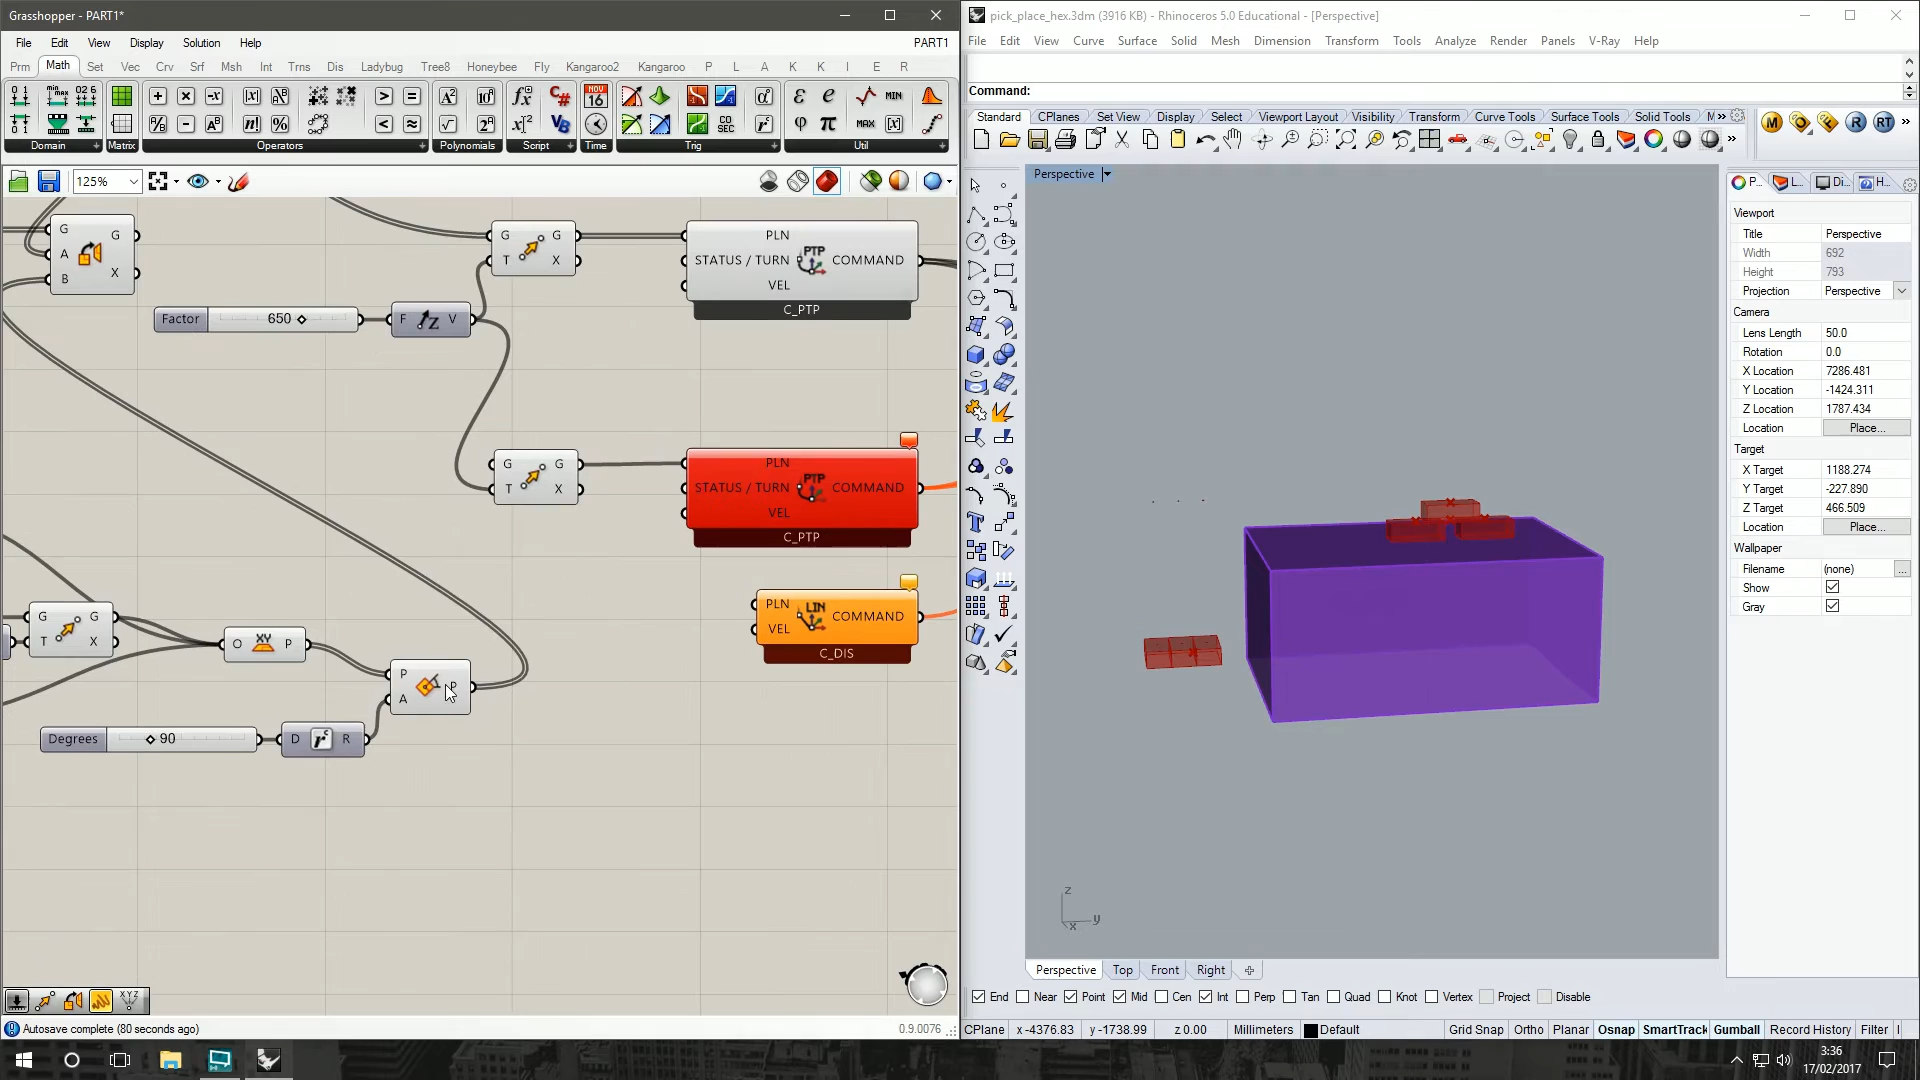 Grasshopper - PART1*
File Edit View Display Solution Help PART1
Prm Math Set Vec Crv Srf Msh Int Trns Dis Ladybug Tree8 Honeybee Fly Kangaroo2 Kangaroo P L A K K I E R
Domain Matrix Operators Polynomials Script Time Trig Util
125%
G A B G X
Factor 650
F V
G T G X
PLN
STATUS / TURN PTP COMMAND
VEL
C_PTP
G T G X
PLN
STATUS / TURN PTP COMMAND
VEL
C_PTP
PLN
VEL LIN COMMAND
C_DIS
G T G X
O XY P
P A P
Degrees 90
D R
Autosave complete (80 seconds ago) 0.9.0076
pick_place_hex.3dm (3916 KB) - Rhinoceros 5.0 Educational - [Perspective]
File Edit View Curve Surface Solid Mesh Dimension Transform Tools Analyze Render Panels V-Ray Help
Command:
Standard CPlanes Set View Display Select Viewport Layout Visibility Transform Curve Tools Surface Tools Solid Tools
Perspective
z
y
x
Perspective Top Front Right
End Near Point Mid Cen Int Perp Tan Quad Knot Vertex Project Disable
CPlane x -4376.83 y -1738.99 z 0.00 Millimeters Default Grid Snap Ortho Planar Osnap SmartTrack Gumball Record History Filter
P... L... Di... H...
Viewport
Title Perspective
Width 692
Height 793
Projection Perspective
Camera
Lens Length 50.0
Rotation 0.0
X Location 7286.481
Y Location -1424.311
Z Location 1787.434
Location Place...
Target
X Target 1188.274
Y Target -227.890
Z Target 466.509
Location Place...
Wallpaper
Filename (none) ...
Show
Gray
3:36
17/02/2017